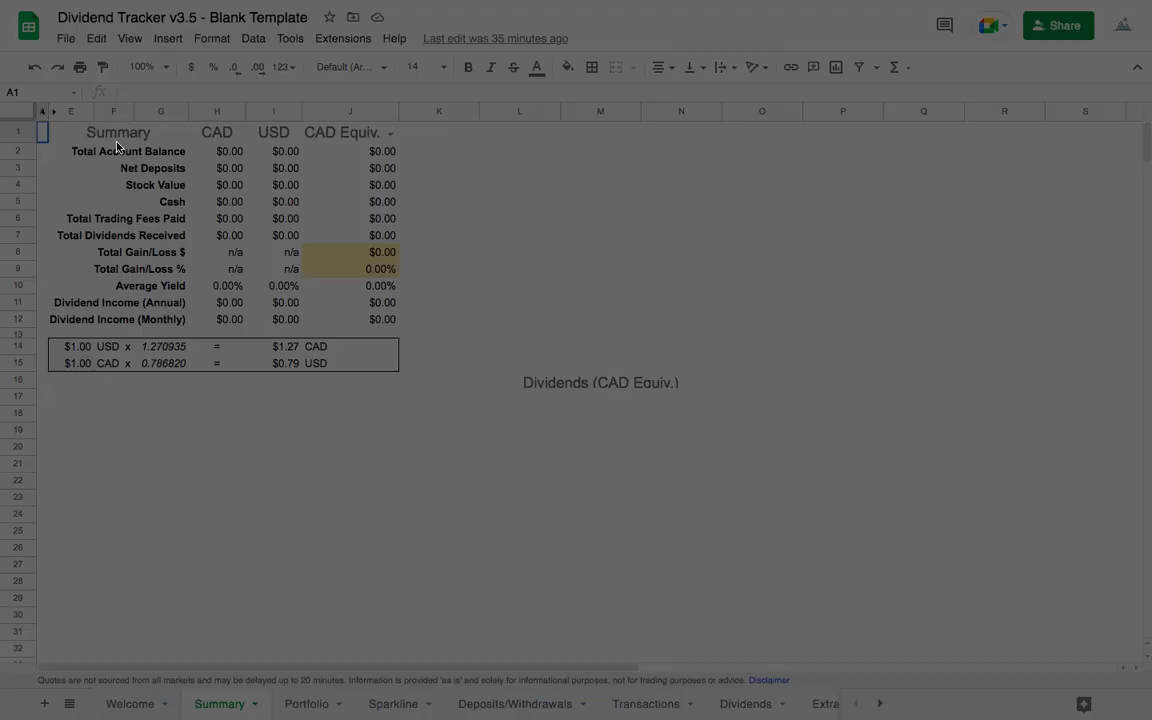 Dividend Tracker v3.5 - Blank Template
File Edit View Insert Format Data Tools Extensions Help Last edit was 35 minutes ago
Share
100% $ % .0 .00 123 Default (Ar... 14 B I A
A1 fx
A E F G H I J K L M N O P Q R S
1 Summary CAD USD CAD Equiv.
2 Total Account Balance $0.00 $0.00 $0.00
3 Net Deposits $0.00 $0.00 $0.00
4 Stock Value $0.00 $0.00 $0.00
5 Cash $0.00 $0.00 $0.00
6 Total Trading Fees Paid $0.00 $0.00 $0.00
7 Total Dividends Received $0.00 $0.00 $0.00
8 Total Gain/Loss $ n/a n/a $0.00
9 Total Gain/Loss % n/a n/a 0.00%
10 Average Yield 0.00% 0.00% 0.00%
11 Dividend Income (Annual) $0.00 $0.00 $0.00
12 Dividend Income (Monthly) $0.00 $0.00 $0.00
13
14 $1.00 USD x 1.270935 = $1.27 CAD
15 $1.00 CAD x 0.786820 = $0.79 USD
16 Dividends (CAD Equiv.)
17
18
19
20
21
22
23
24
25
26
27
28
29
30
31
32
Quotes are not sourced from all markets and may be delayed up to 20 minutes. Information is provided 'as is' and solely for informational purposes, not for trading purposes or advice. Disclaimer
Welcome Summary Portfolio Sparkline Deposits/Withdrawals Transactions Dividends Extra